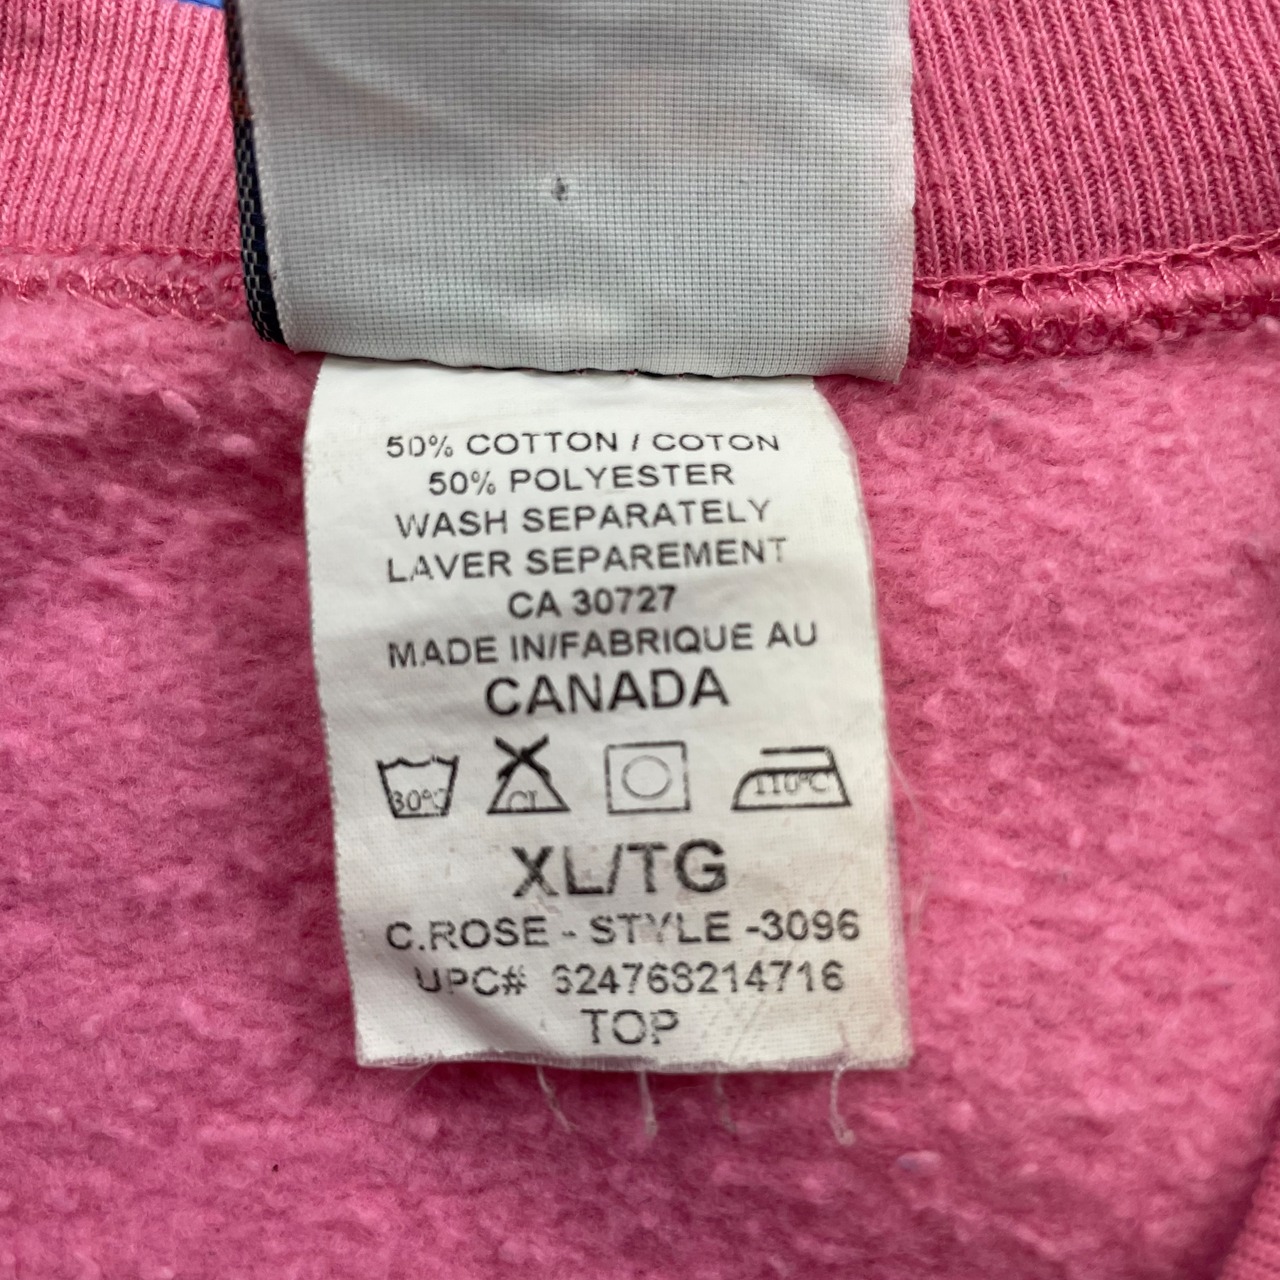 50% COTTON / COTON
50% POLYESTER
WASH SEPARATELY
LAVER SEPAREMENT
CA 30727
MADE IN/FABRIQUE AU
CANADA
30°C CL 110°C
XL/TG
C.ROSE - STYLE -3096
UPC# 624768214716
TOP